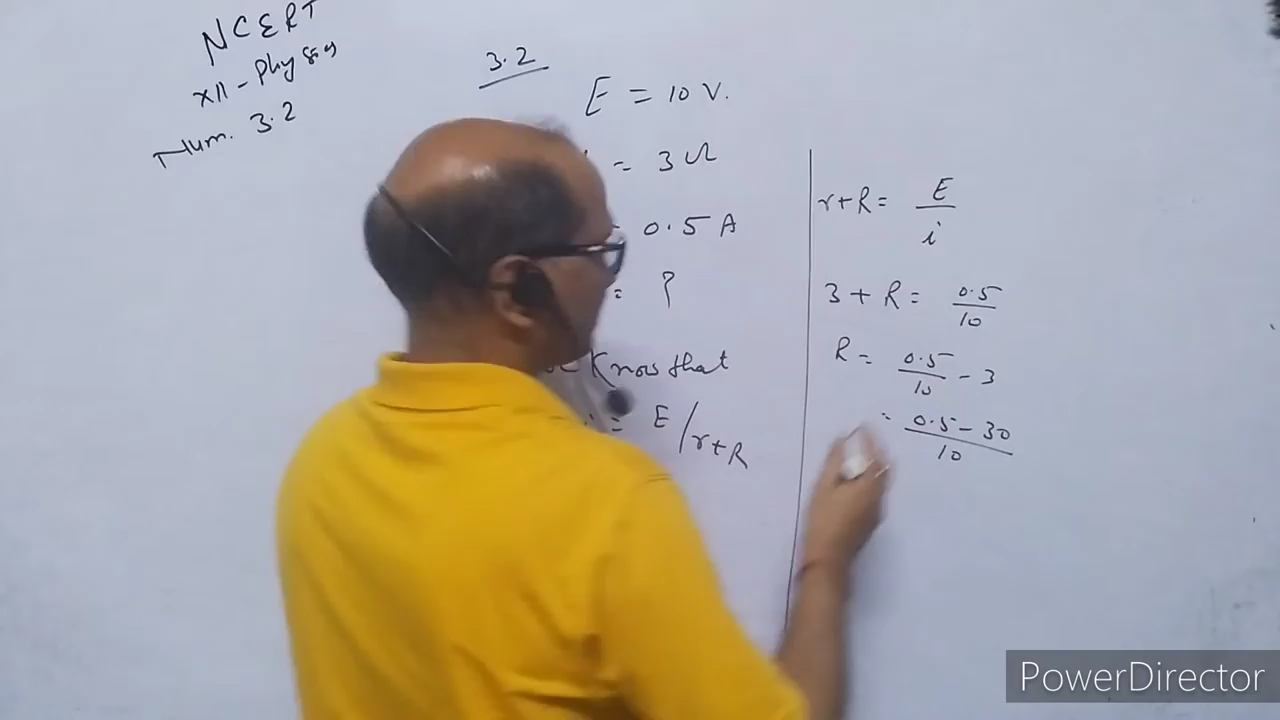 NCERT
XII - Physics
Num. 3.2
3.2
E = 10 V.
= 3 Ω
0.5 A
= ?
Know that
= E / r+R
r+R = E / i
3 + R = 0.5 / 10
R = 0.5 / 10 - 3
= 0.5 - 30 / 10
PowerDirector